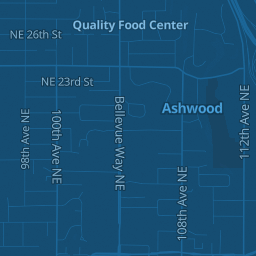 Quality Food Center
NE 26th St
NE 23rd St
Ashwood
98th Ave NE
100th Ave NE
Bellevue Way NE
108th Ave NE
112th Ave NE